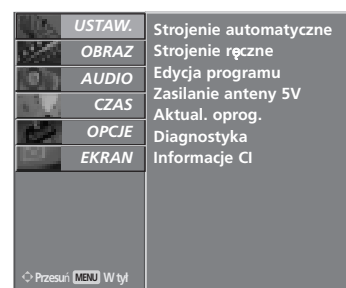 USTAW.
OBRAZ
AUDIO
CZAS
OPCJE
EKRAN
Strojenie automatyczne
Strojenie ręczne
Edycja programu
Zasilanie anteny 5V
Aktual. oprog.
Diagnostyka
Informacje CI
Przesuń MENU W tył